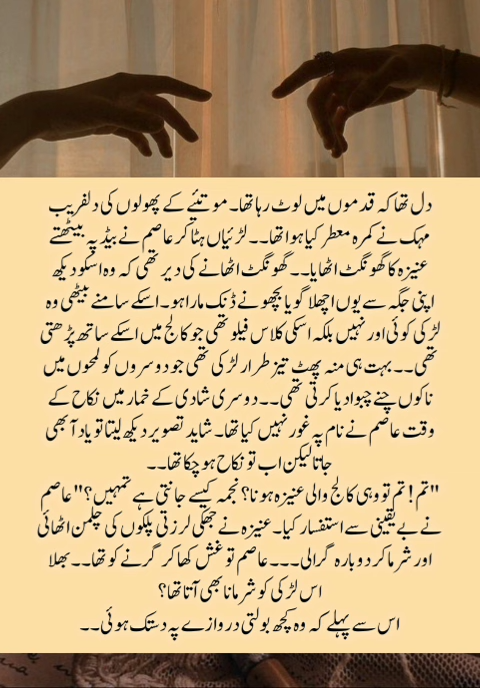 دل تھا کہ قدموں میں لوٹ رہا تھا۔ موتیئے کے پھولوں کی دلفریب
مہک نے کمرہ معطر کیا ہوا تھا۔۔ لڑیاں ہٹا کر عاصم نے بیڈ پہ بیٹھتے
عنیزہ کا گھونگٹ اٹھایا۔۔ گھونگٹ اٹھانے کی دیر تھی کہ وہ اسکو دیکھ
اپنی جگہ سے یوں اچھلا گویا بچھو نے ڈنک مارا ہو۔ اسکے سامنے بیٹھی وہ
لڑکی کوئی اور نہیں بلکہ اسکی کلاس فیلو تھی جو کالج میں اسکے ساتھ پڑھتی
تھی۔۔ بہت ہی منہ پھٹ تیز طرار لڑکی تھی جو دوسروں کو لمحوں میں
ناکوں چنے چبوا دیا کرتی تھی۔۔ دوسری شادی کے خمار میں نکاح کے
وقت عاصم نے نام پہ غور نہیں کیا تھا۔ شاید تصویر دیکھ لیتا تو یاد آ بھی
جاتا لیکن اب تو نکاح ہو چکا تھا۔۔
"تم! تم تو وہی کالج والی عنیزہ ہو نا؟ نجمہ کیسے جانتی ہے تمہیں؟" عاصم
نے بے یقینی سے استفسار کیا۔ عنیزہ نے جھکی لرزتی پلکوں کی چلمن اٹھائی
اور شرما کر دوبارہ گرا لی۔۔۔ عاصم تو غش کھا کر گرنے کو تھا۔۔ بھلا
اس لڑکی کو شرمانا بھی آتا تھا؟
اس سے پہلے کہ وہ کچھ بولتی دروازے پہ دستک ہوئی۔۔